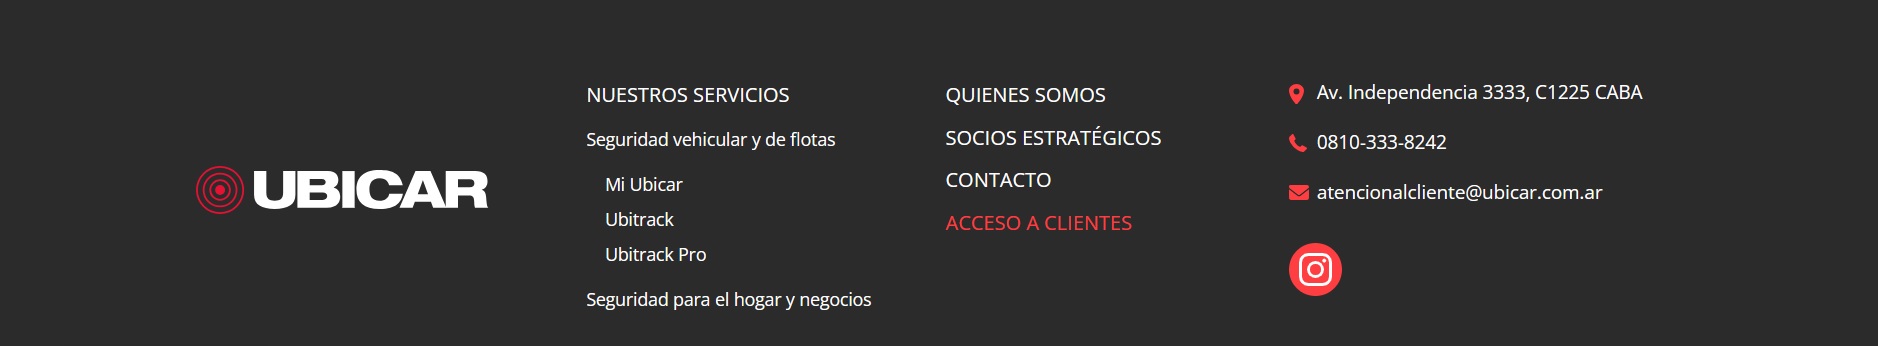 UBICAR
NUESTROS SERVICIOS
Seguridad vehicular y de flotas
Mi Ubicar
Ubitrack
Ubitrack Pro
Seguridad para el hogar y negocios
QUIENES SOMOS
SOCIOS ESTRATÉGICOS
CONTACTO
ACCESO A CLIENTES
Av. Independencia 3333, C1225 CABA
0810-333-8242
atencionalcliente@ubicar.com.ar